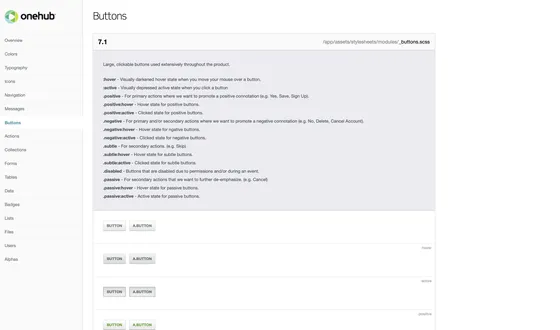 onehub
Buttons
Overview
Colors
Typography
Icons
Navigation
Messages
Buttons
Actions
Collections
Forms
Tables
Data
Badges
Lists
Files
Users
Alphas
7.1
/app/assets/stylesheets/modules/_buttons.scss
Large, clickable buttons used extensively throughout the product.
:hover - Visually darkened hover state when you move your mouse over a button.
:active - Visually depressed active state when you click a button
.positive - For primary actions where we want to promote a positive connotation (e.g. Yes, Save, Sign Up).
.positive:hover - Hover state for positive buttons.
.positive:active - Clicked state for positive buttons.
.negative - For primary and/or secondary actions where we want to promote a negative connotation (e.g. No, Delete, Cancel Account).
.negative:hover - Hover state for ngative buttons.
.negative:active - Clicked state for negative buttons.
.subtle - For secondary actions. (e.g. Skip)
.subtle:hover - Hover state for subtle buttons.
.subtle:active - Clicked state for subtle buttons.
.disabled - Buttons that are disabled due to permissions and/or during an event.
.passive - For secondary actions that we want to further de-emphasize. (e.g. Cancel)
.passive:hover - Hover state for passive buttons.
.passive:active - Active state for passive buttons.
BUTTON A.BUTTON
:hover
BUTTON A.BUTTON
:active
BUTTON A.BUTTON
.positive
BUTTON A.BUTTON